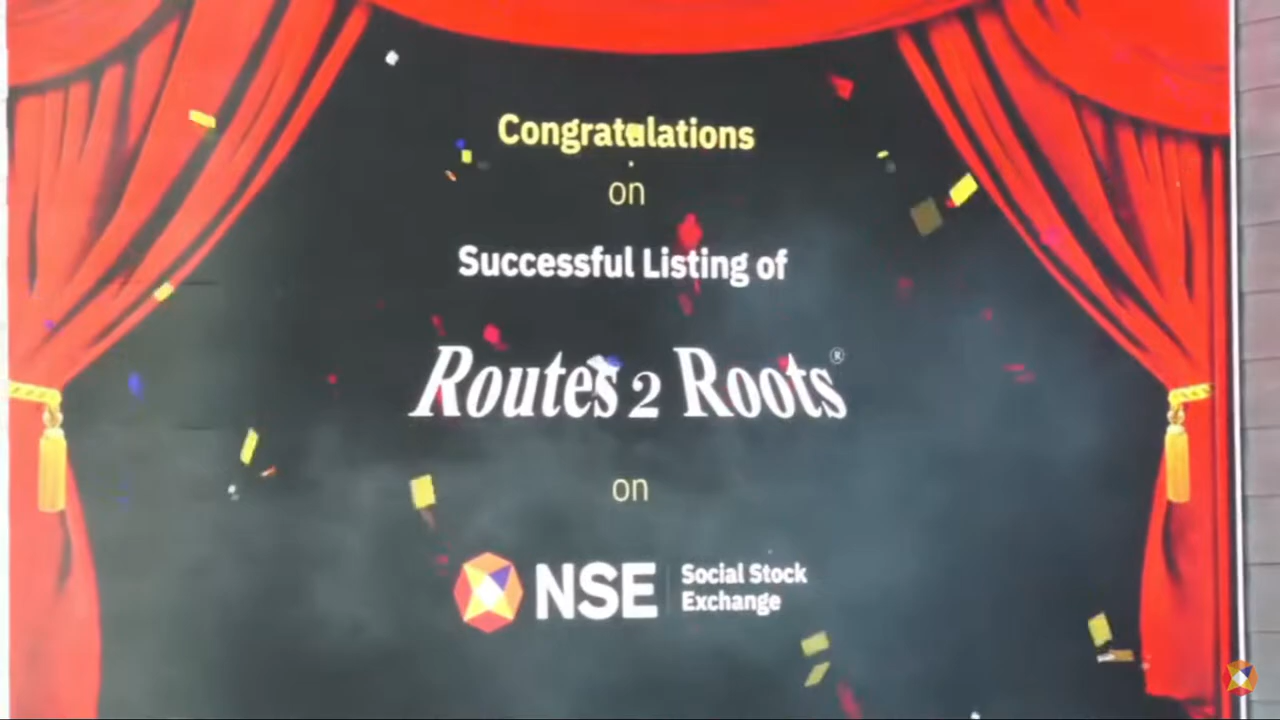 Congratulations
on
Successful Listing of
Routes 2 Roots®
on
NSE Social Stock
Exchange